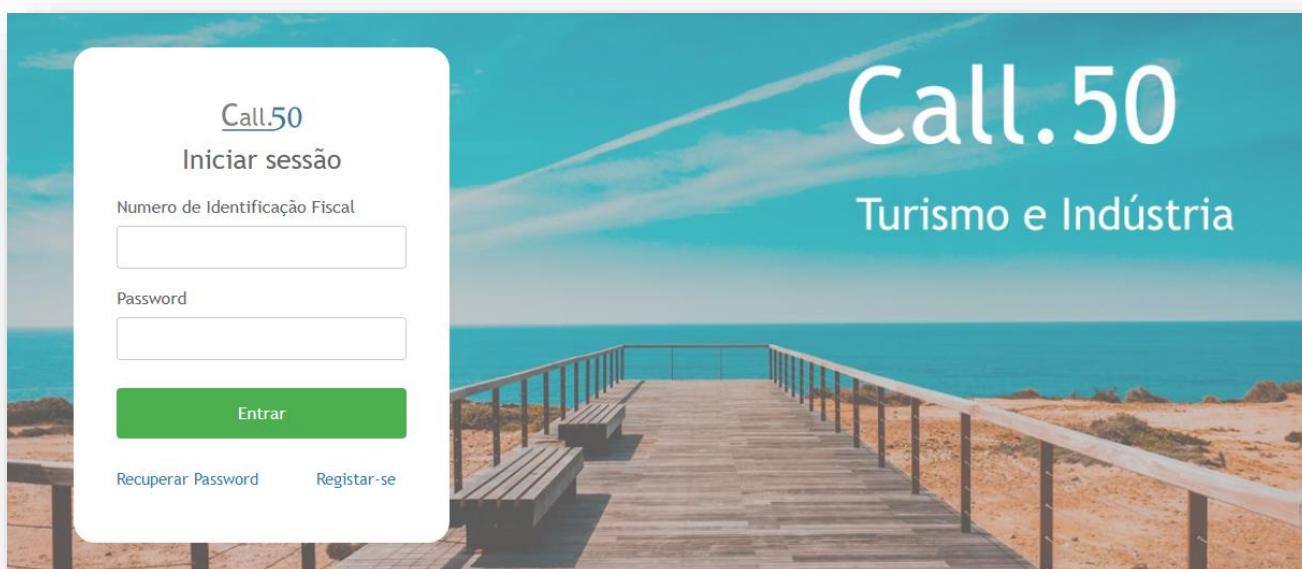 Call.50
Iniciar sessão
Numero de Identificação Fiscal
Password
Entrar
Recuperar Password Registar-se
Call.50
Turismo e Indústria